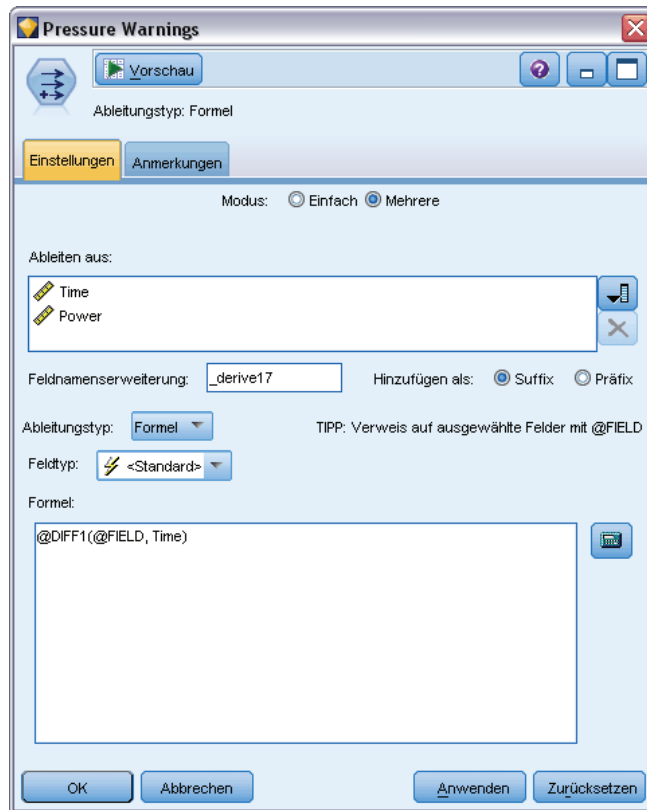 Pressure Warnings
Vorschau
Ableitungstyp: Formel
Einstellungen Anmerkungen
Modus: Einfach Mehrere
Ableiten aus:
Time
Power
Feldnamenserweiterung: _derive17 Hinzufügen als: Suffix Präfix
Ableitungstyp: Formel TIPP: Verweis auf ausgewählte Felder mit @FIELD
Feldtyp: <Standard>
Formel:
@DIFF1(@FIELD, Time)
OK Abbrechen Anwenden Zurücksetzen